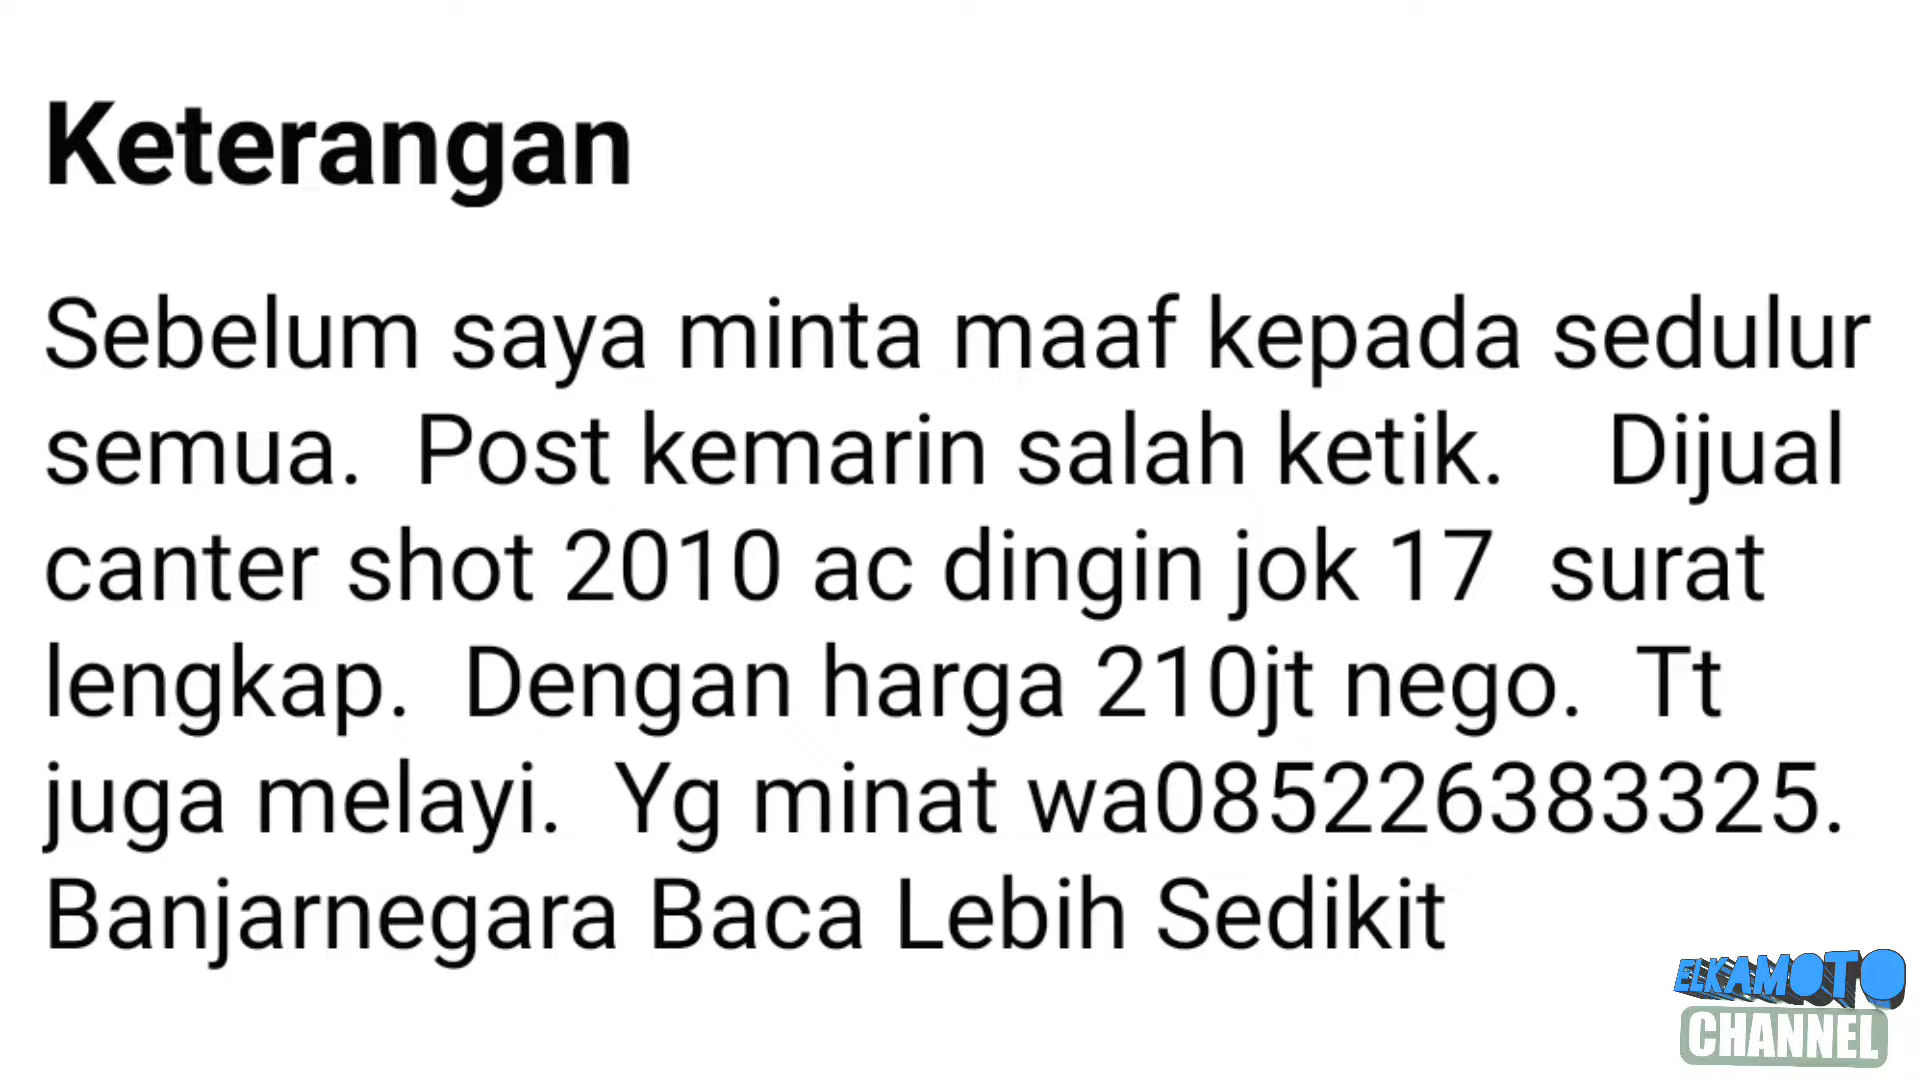 Keterangan
Sebelum saya minta maaf kepada sedulur
semua.  Post kemarin salah ketik.    Dijual
canter shot 2010 ac dingin jok 17  surat
lengkap.  Dengan harga 210jt nego.  Tt
juga melayi.  Yg minat wa085226383325.
Banjarnegara Baca Lebih Sedikit
ELKAMOTO
CHANNEL